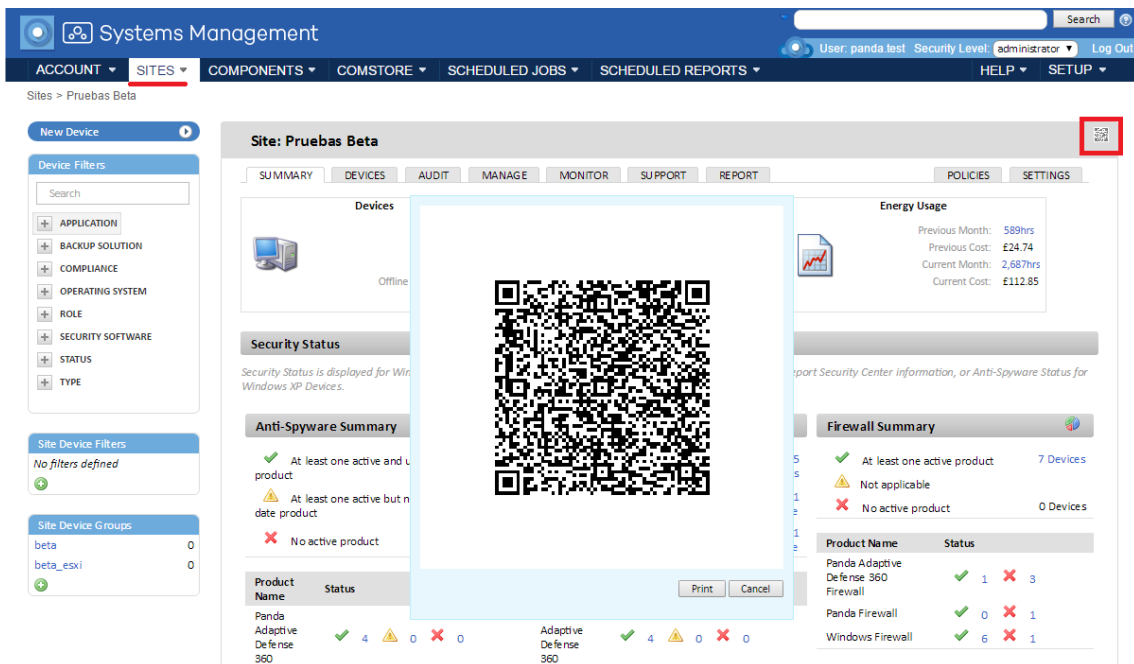 Systems Management
Search
User: panda.test Security Level: administrator ▼ Log Out
ACCOUNT SITES COMPONENTS COMSTORE SCHEDULED JOBS SCHEDULED REPORTS HELP SETUP
Sites > Pruebas Beta
New Device
Device Filters
Search
APPLICATION
BACKUP SOLUTION
COMPLIANCE
OPERATING SYSTEM
ROLE
SECURITY SOFTWARE
STATUS
TYPE
Site Device Filters
No filters defined
Site Device Groups
beta 0
beta_esxi 0
Site: Pruebas Beta
SUMMARY DEVICES AUDIT MANAGE MONITOR SUPPORT REPORT POLICIES SETTINGS
Devices
Offline
Energy Usage
Previous Month: 589hrs
Previous Cost: £24.74
Current Month: 2,687hrs
Current Cost: £112.85
Security Status
Security Status is displayed for Win port Security Center information, or Anti-Spyware Status for
Windows XP Devices.
Anti-Spyware Summary
At least one active and u
product
At least one active but n
date product
No active product
Product
Name Status
Panda
Adaptive
Defense
360
4 0 0
Print Cancel
Adaptive
Defense
360
4 0 0
5
s
1
e
1
e
Firewall Summary
At least one active product 7 Devices
Not applicable
No active product 0 Devices
Product Name Status
Panda Adaptive
Defense 360
Firewall
1 3
Panda Firewall 0 1
Windows Firewall 6 1